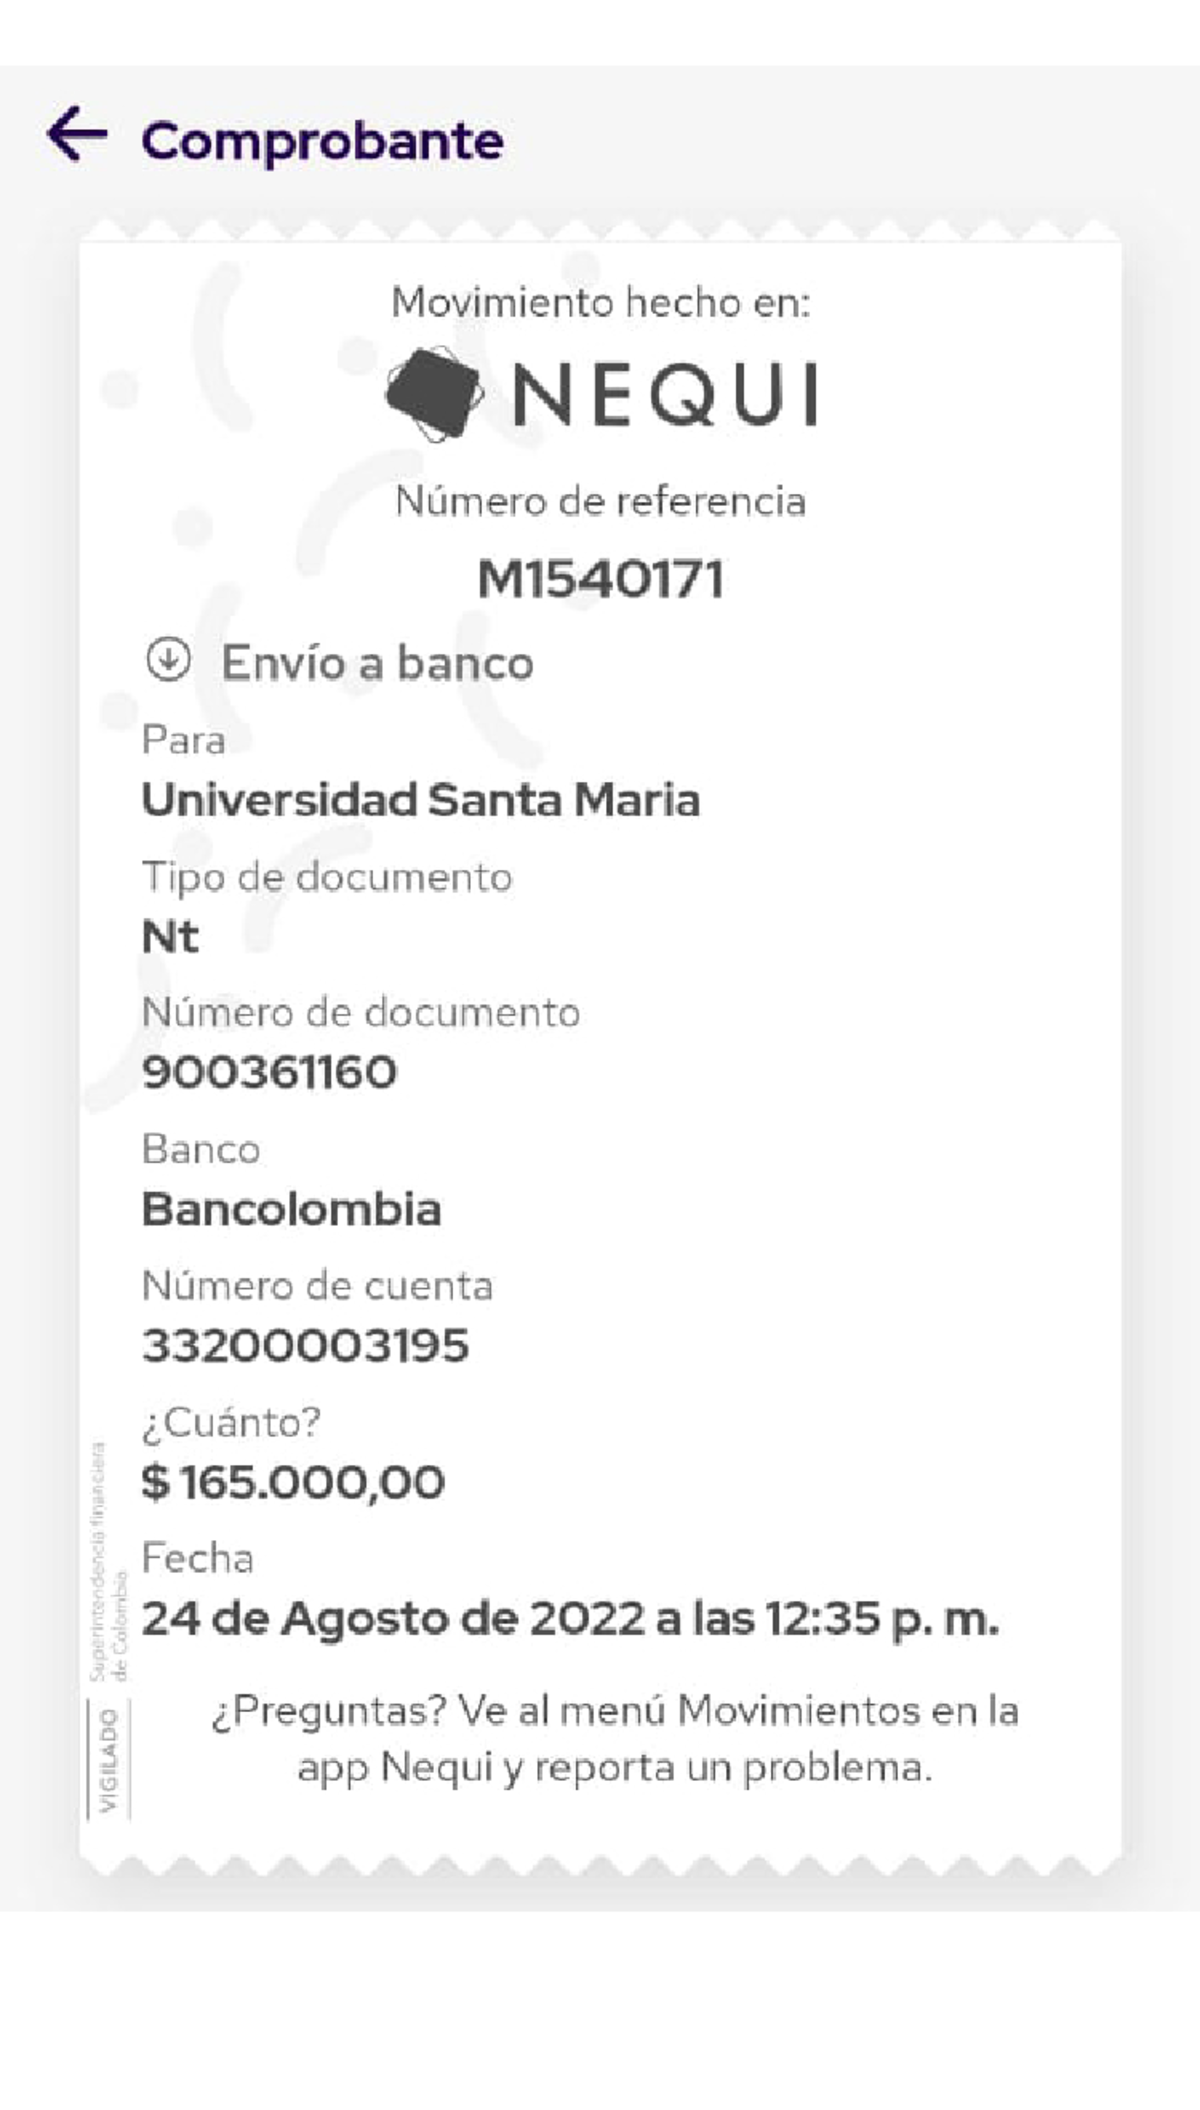 Comprobante
Movimiento hecho en:
NEQUI
Número de referencia
M1540171
Envío a banco
Para
Universidad Santa Maria
Tipo de documento
Nt
Número de documento
900361160
Banco
Bancolombia
Número de cuenta
33200003195
¿Cuánto?
$ 165.000,00
Fecha
24 de Agosto de 2022 a las 12:35 p. m.
¿Preguntas? Ve al menú Movimientos en la
app Nequi y reporta un problema.
VIGILADO
Superintendencia financiera
de Colombia